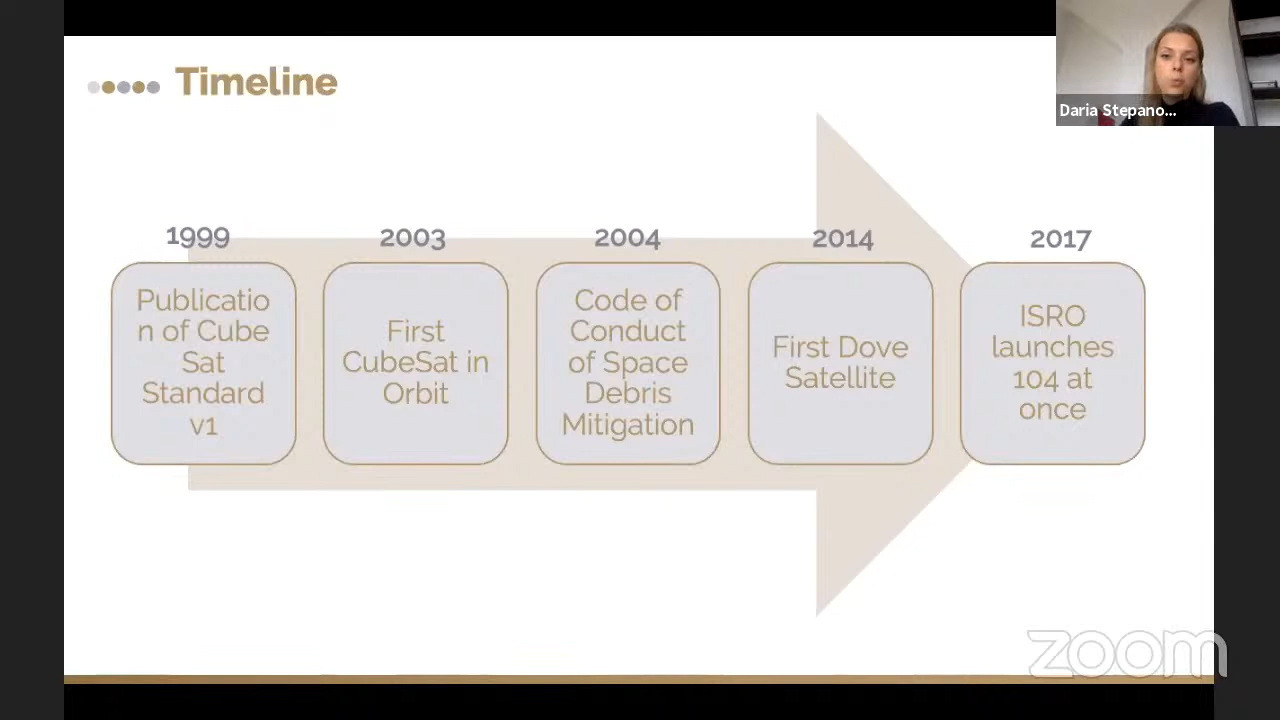 Timeline
Daria Stepano...
1999
2003
2004
2014
2017
Publicatio
n of Cube
Sat
Standard
v1
First
CubeSat in
Orbit
Code of
Conduct
of Space
Debris
Mitigation
First Dove
Satellite
ISRO
launches
104 at
once
zoom